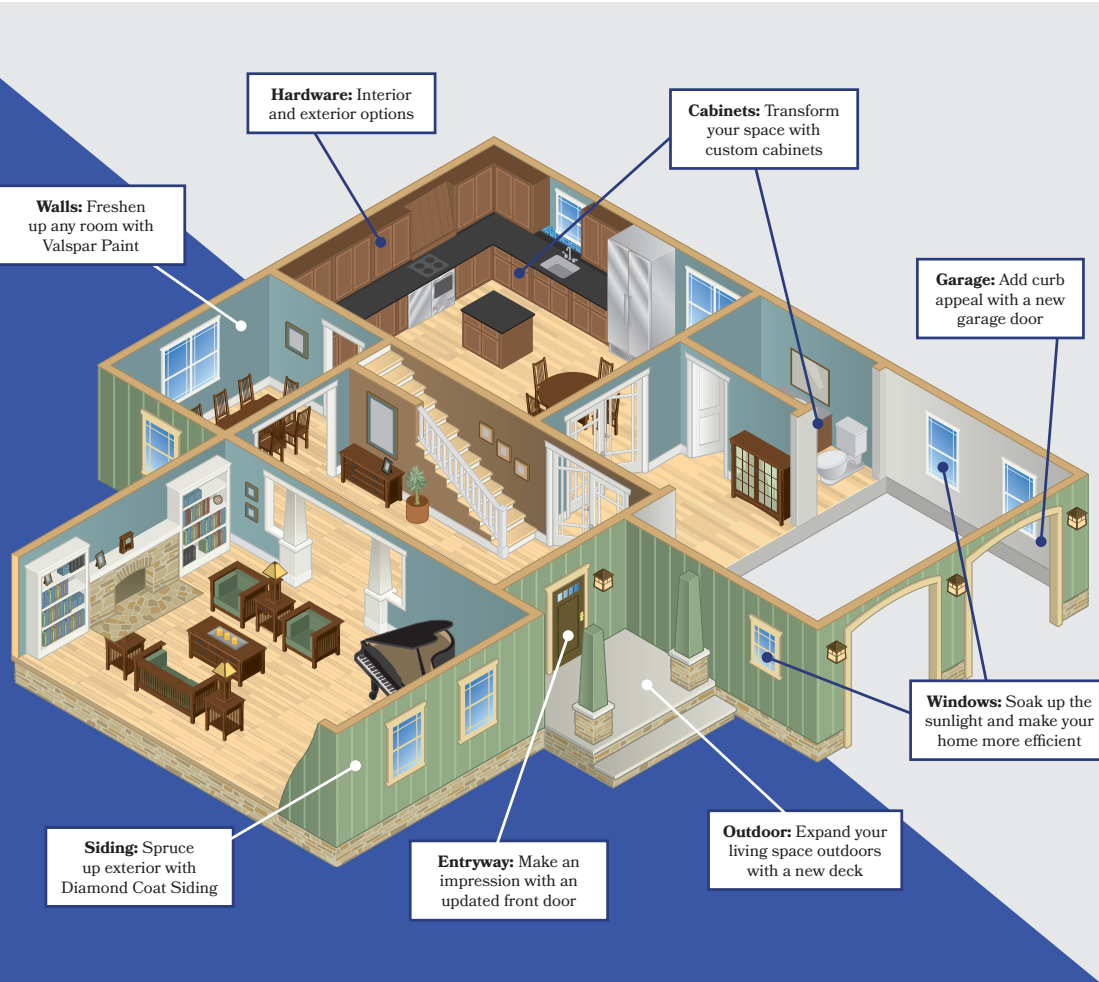 Hardware: Interior
and exterior options
Cabinets: Transform
your space with
custom cabinets
Walls: Freshen
up any room with
Valspar Paint
Garage: Add curb
appeal with a new
garage door
Windows: Soak up the
sunlight and make your
home more efficient
Siding: Spruce
up exterior with
Diamond Coat Siding
Entryway: Make an
impression with an
updated front door
Outdoor: Expand your
living space outdoors
with a new deck